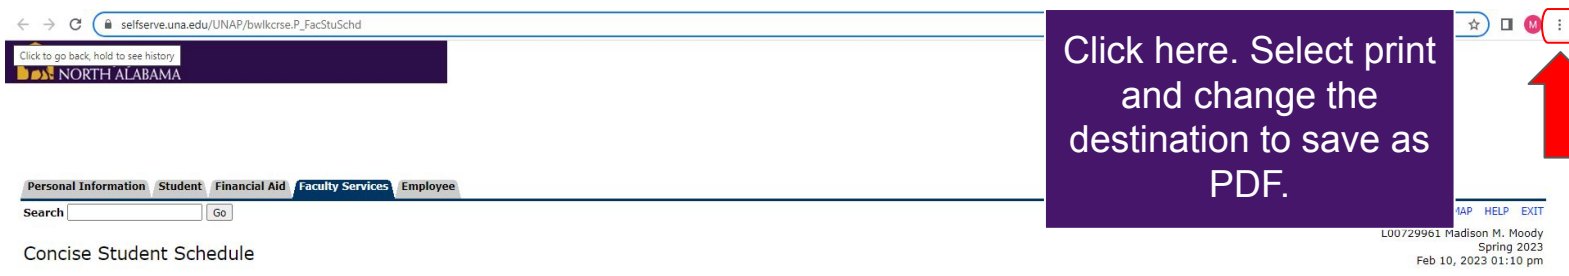 selfserve.una.edu/UNAP/bwlkcrse.P_FacStuSchd
M
Click to go back, hold to see history
NORTH ALABAMA
Click here. Select print
and change the
destination to save as
PDF.
Personal Information Student Financial Aid Faculty Services Employee
Search Go
MAP HELP EXIT
L00729961 Madison M. Moody
Spring 2023
Feb 10, 2023 01:10 pm
Concise Student Schedule